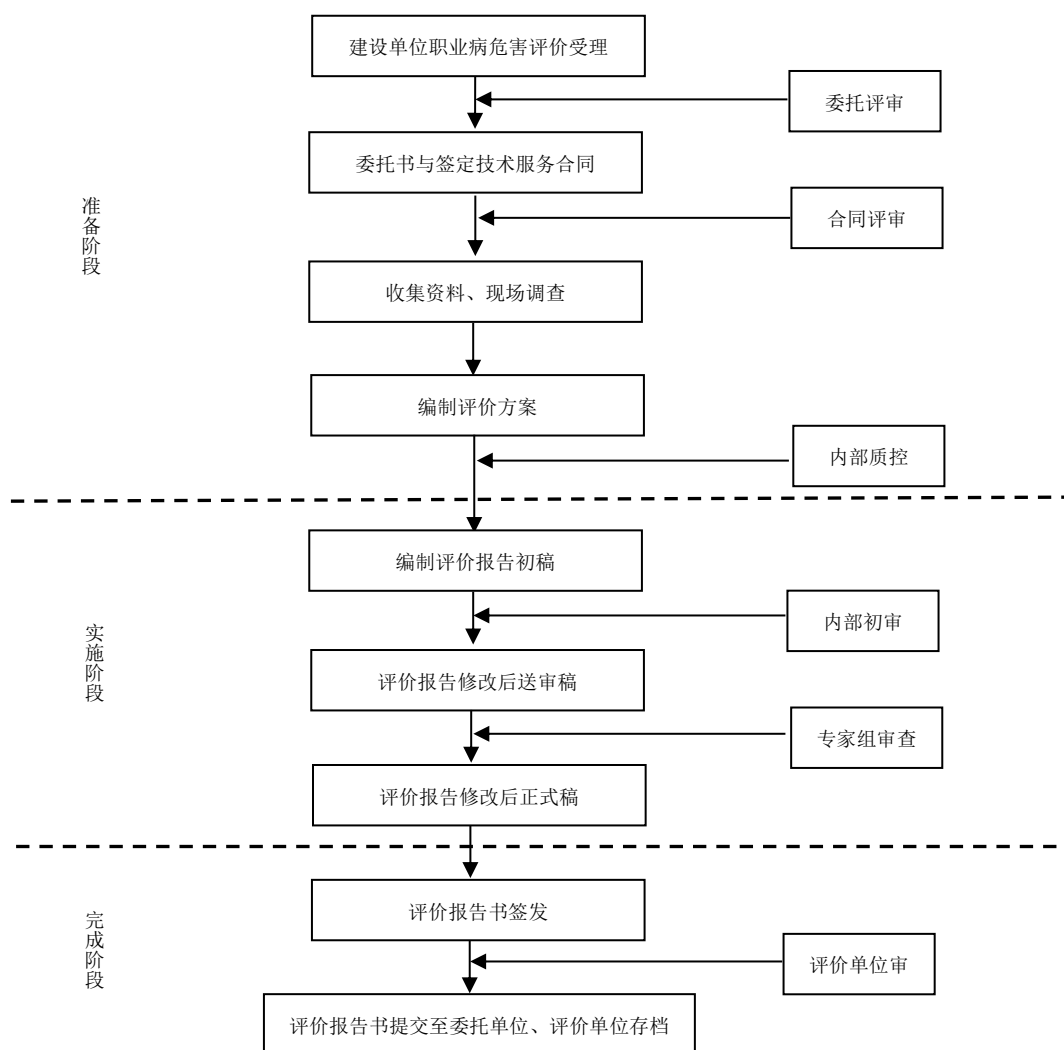 建设单位职业病危害评价受理
委托评审
委托书与签定技术服务合同
准备阶段
合同评审
收集资料、现场调查
编制评价方案
内部质控
编制评价报告初稿
内部初审
实施阶段
评价报告修改后送审稿
专家组审查
评价报告修改后正式稿
评价报告书签发
完成阶段
评价单位审
评价报告书提交至委托单位、评价单位存档